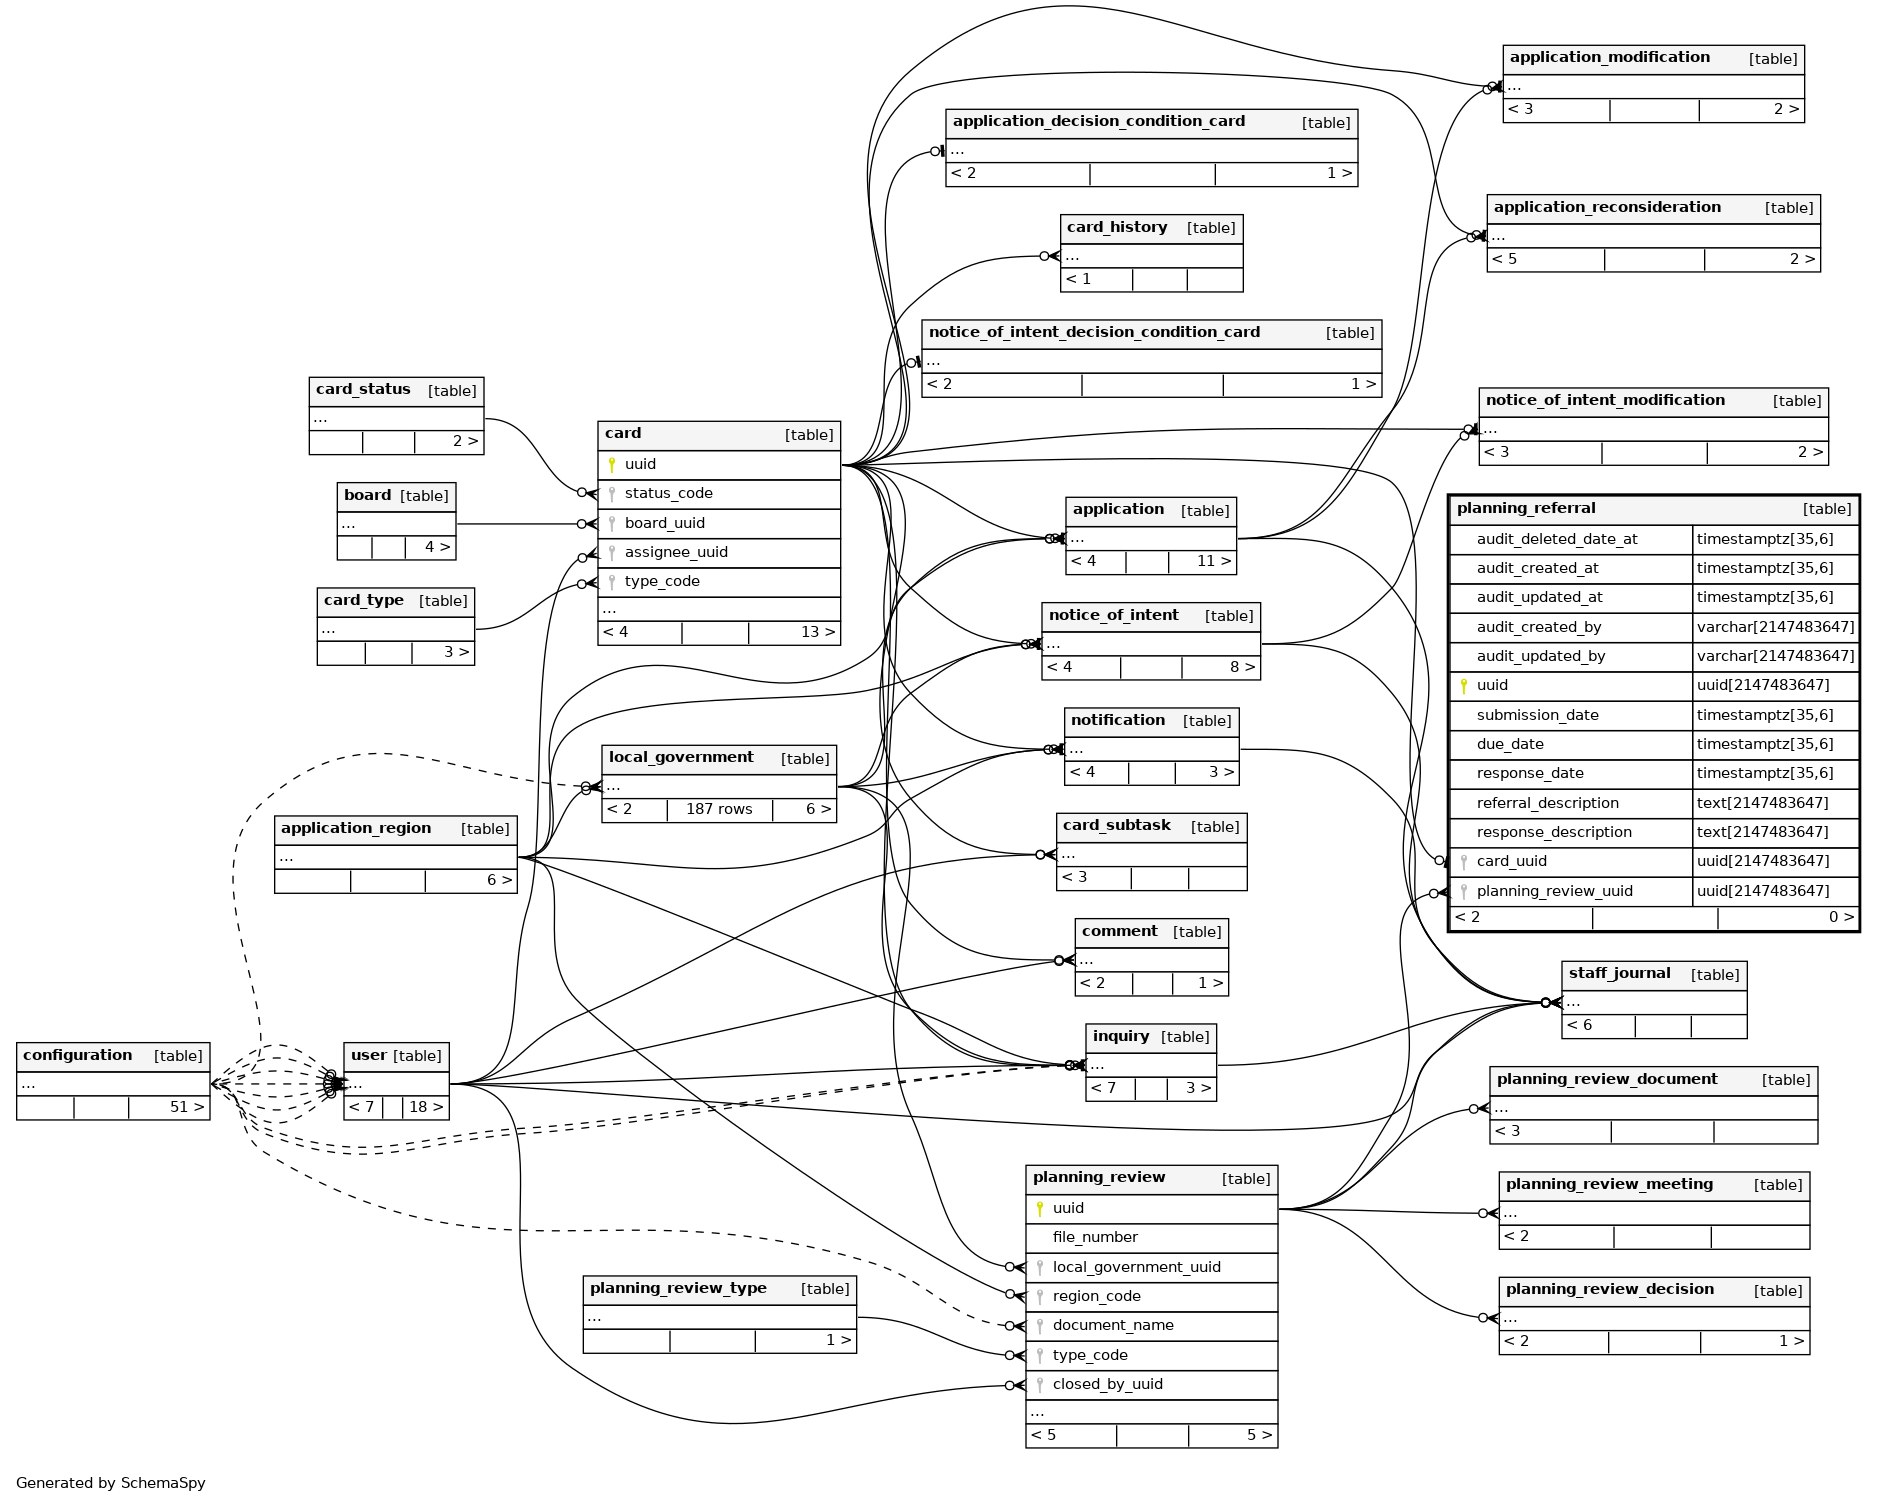 application_modification [table]
...
< 3 2 >
application_decision_condition_card [table]
...
< 2 1 >
application_reconsideration [table]
...
< 5 2 >
card_history [table]
...
< 1
notice_of_intent_decision_condition_card [table]
...
< 2 1 >
card_status [table]
...
2 >
notice_of_intent_modification [table]
...
< 3 2 >
card [table]
uuid
status_code
board_uuid
assignee_uuid
type_code
...
< 4 13 >
board [table]
...
4 >
card_type [table]
...
3 >
application [table]
...
< 4 11 >
planning_referral [table]
audit_deleted_date_at timestamptz[35,6]
audit_created_at timestamptz[35,6]
audit_updated_at timestamptz[35,6]
audit_created_by varchar[2147483647]
audit_updated_by varchar[2147483647]
uuid uuid[2147483647]
submission_date timestamptz[35,6]
due_date timestamptz[35,6]
response_date timestamptz[35,6]
referral_description text[2147483647]
response_description text[2147483647]
card_uuid uuid[2147483647]
planning_review_uuid uuid[2147483647]
< 2 0 >
notice_of_intent [table]
...
< 4 8 >
notification [table]
...
< 4 3 >
local_government [table]
...
< 2 187 rows 6 >
application_region [table]
...
6 >
card_subtask [table]
...
< 3
comment [table]
...
< 2 1 >
staff_journal [table]
...
< 6
inquiry [table]
...
< 7 3 >
configuration [table]
...
51 >
user [table]
...
< 7 18 >
planning_review_document [table]
...
< 3
planning_review_meeting [table]
...
< 2
planning_review [table]
uuid
file_number
local_government_uuid
region_code
document_name
type_code
closed_by_uuid
...
< 5 5 >
planning_review_type [table]
...
1 >
planning_review_decision [table]
...
< 2 1 >
Generated by SchemaSpy